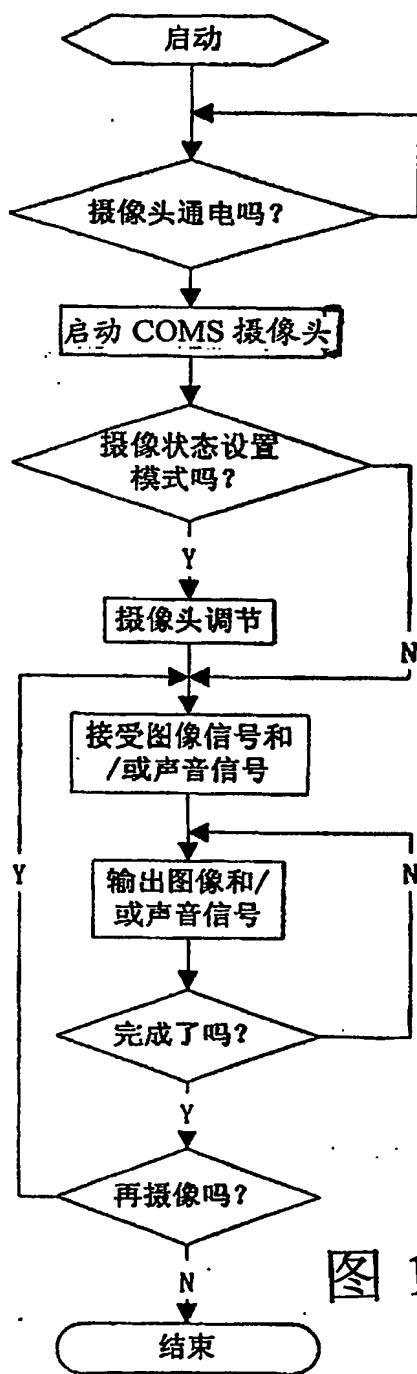 启动
摄像头通电吗?
启动 COMS 摄像头
摄像状态设置
模式吗?
Y
摄像头调节
N
接受图像信号和
/或声音信号
Y
N
输出图像和/
或声音信号
完成了吗?
Y
再摄像吗?
N
图 1
结束